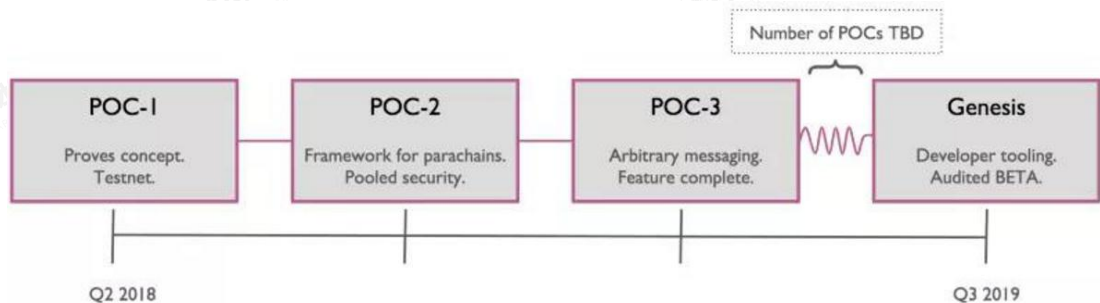 Number of POCs TBD
POC-1
Proves concept.
Testnet.
POC-2
Framework for parachains.
Pooled security.
POC-3
Arbitrary messaging.
Feature complete.
Genesis
Developer tooling.
Audited BETA.
Q2 2018
Q3 2019